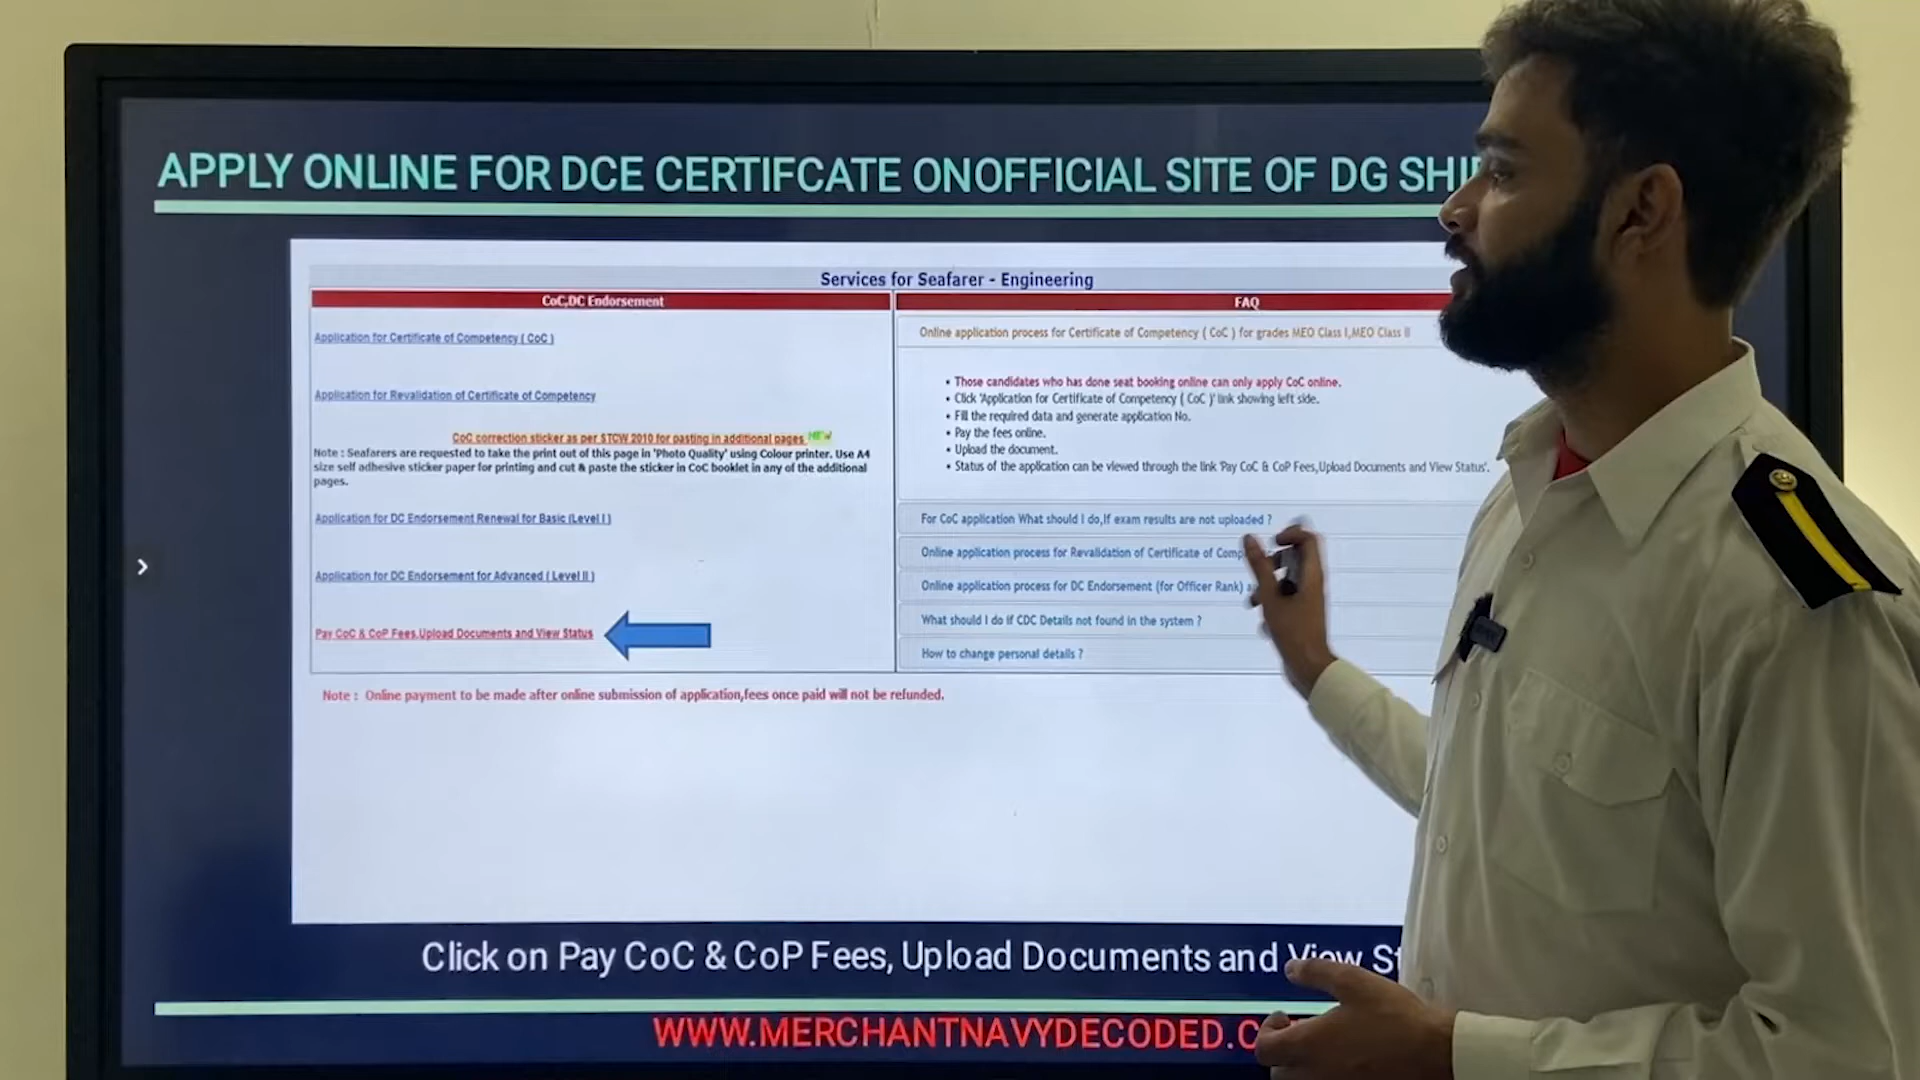 APPLY ONLINE FOR DCE CERTIFCATE ONOFFICIAL SITE OF DG
Services for Seafarer - Engineering
CoC,DC Endorsement
FAQ
Application for Certificate of Competency ( CoC )
Application for Revalidation of Certificate of Competency
CoC correction sticker as per STCW 2010 for pasting in additional pages NEW
Note : Seafarers are requested to take the print out of this page in 'Photo Quality' using Colour printer. Use A4
size self adhesive sticker paper for printing and cut & paste the sticker in CoC booklet in any of the additional
pages.
Application for DC Endorsement Renewal for Basic (Level I )
Application for DC Endorsement for Advanced ( Level II )
Pay CoC & CoP Fees,Upload Documents and View Status
Online application process for Certificate of Competency ( CoC ) for grades MEO Class I,MEO Class II
• Those candidates who has done seat booking online can only apply CoC online.
• Click 'Application for Certificate of Competency ( CoC )' link showing left side.
• Fill the required data and generate application No.
• Pay the fees online.
• Upload the document.
• Status of the application can be viewed through the link 'Pay CoC & CoP Fees,Upload Documents and View Status'.
For CoC application What should I do,If exam results are not uploaded ?
Online application process for Revalidation of Certificate of
Online application process for DC Endorsement (for Officer Rank)
What should I do if CDC Details not found in the system ?
How to change personal details ?
Note : Online payment to be made after online submission of application,fees once paid will not be refunded.
Click on Pay CoC & CoP Fees, Upload Documents and View
WWW.MERCHANTNAVYDECODED.C